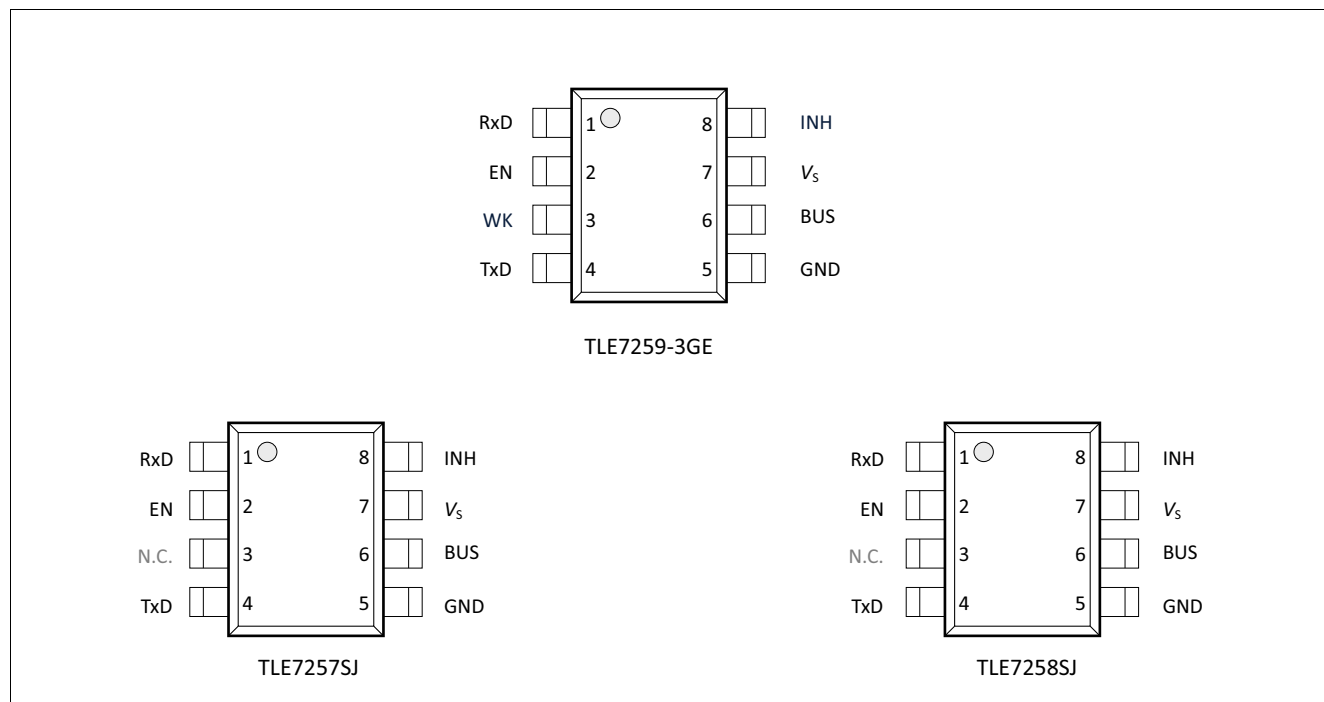 RxD 1 8 INH
EN 2 7 VS
WK 3 6 BUS
TxD 4 5 GND
TLE7259-3GE
RxD 1 8 INH
EN 2 7 VS
N.C. 3 6 BUS
TxD 4 5 GND
TLE7257SJ
RxD 1 8 INH
EN 2 7 VS
N.C. 3 6 BUS
TxD 4 5 GND
TLE7258SJ